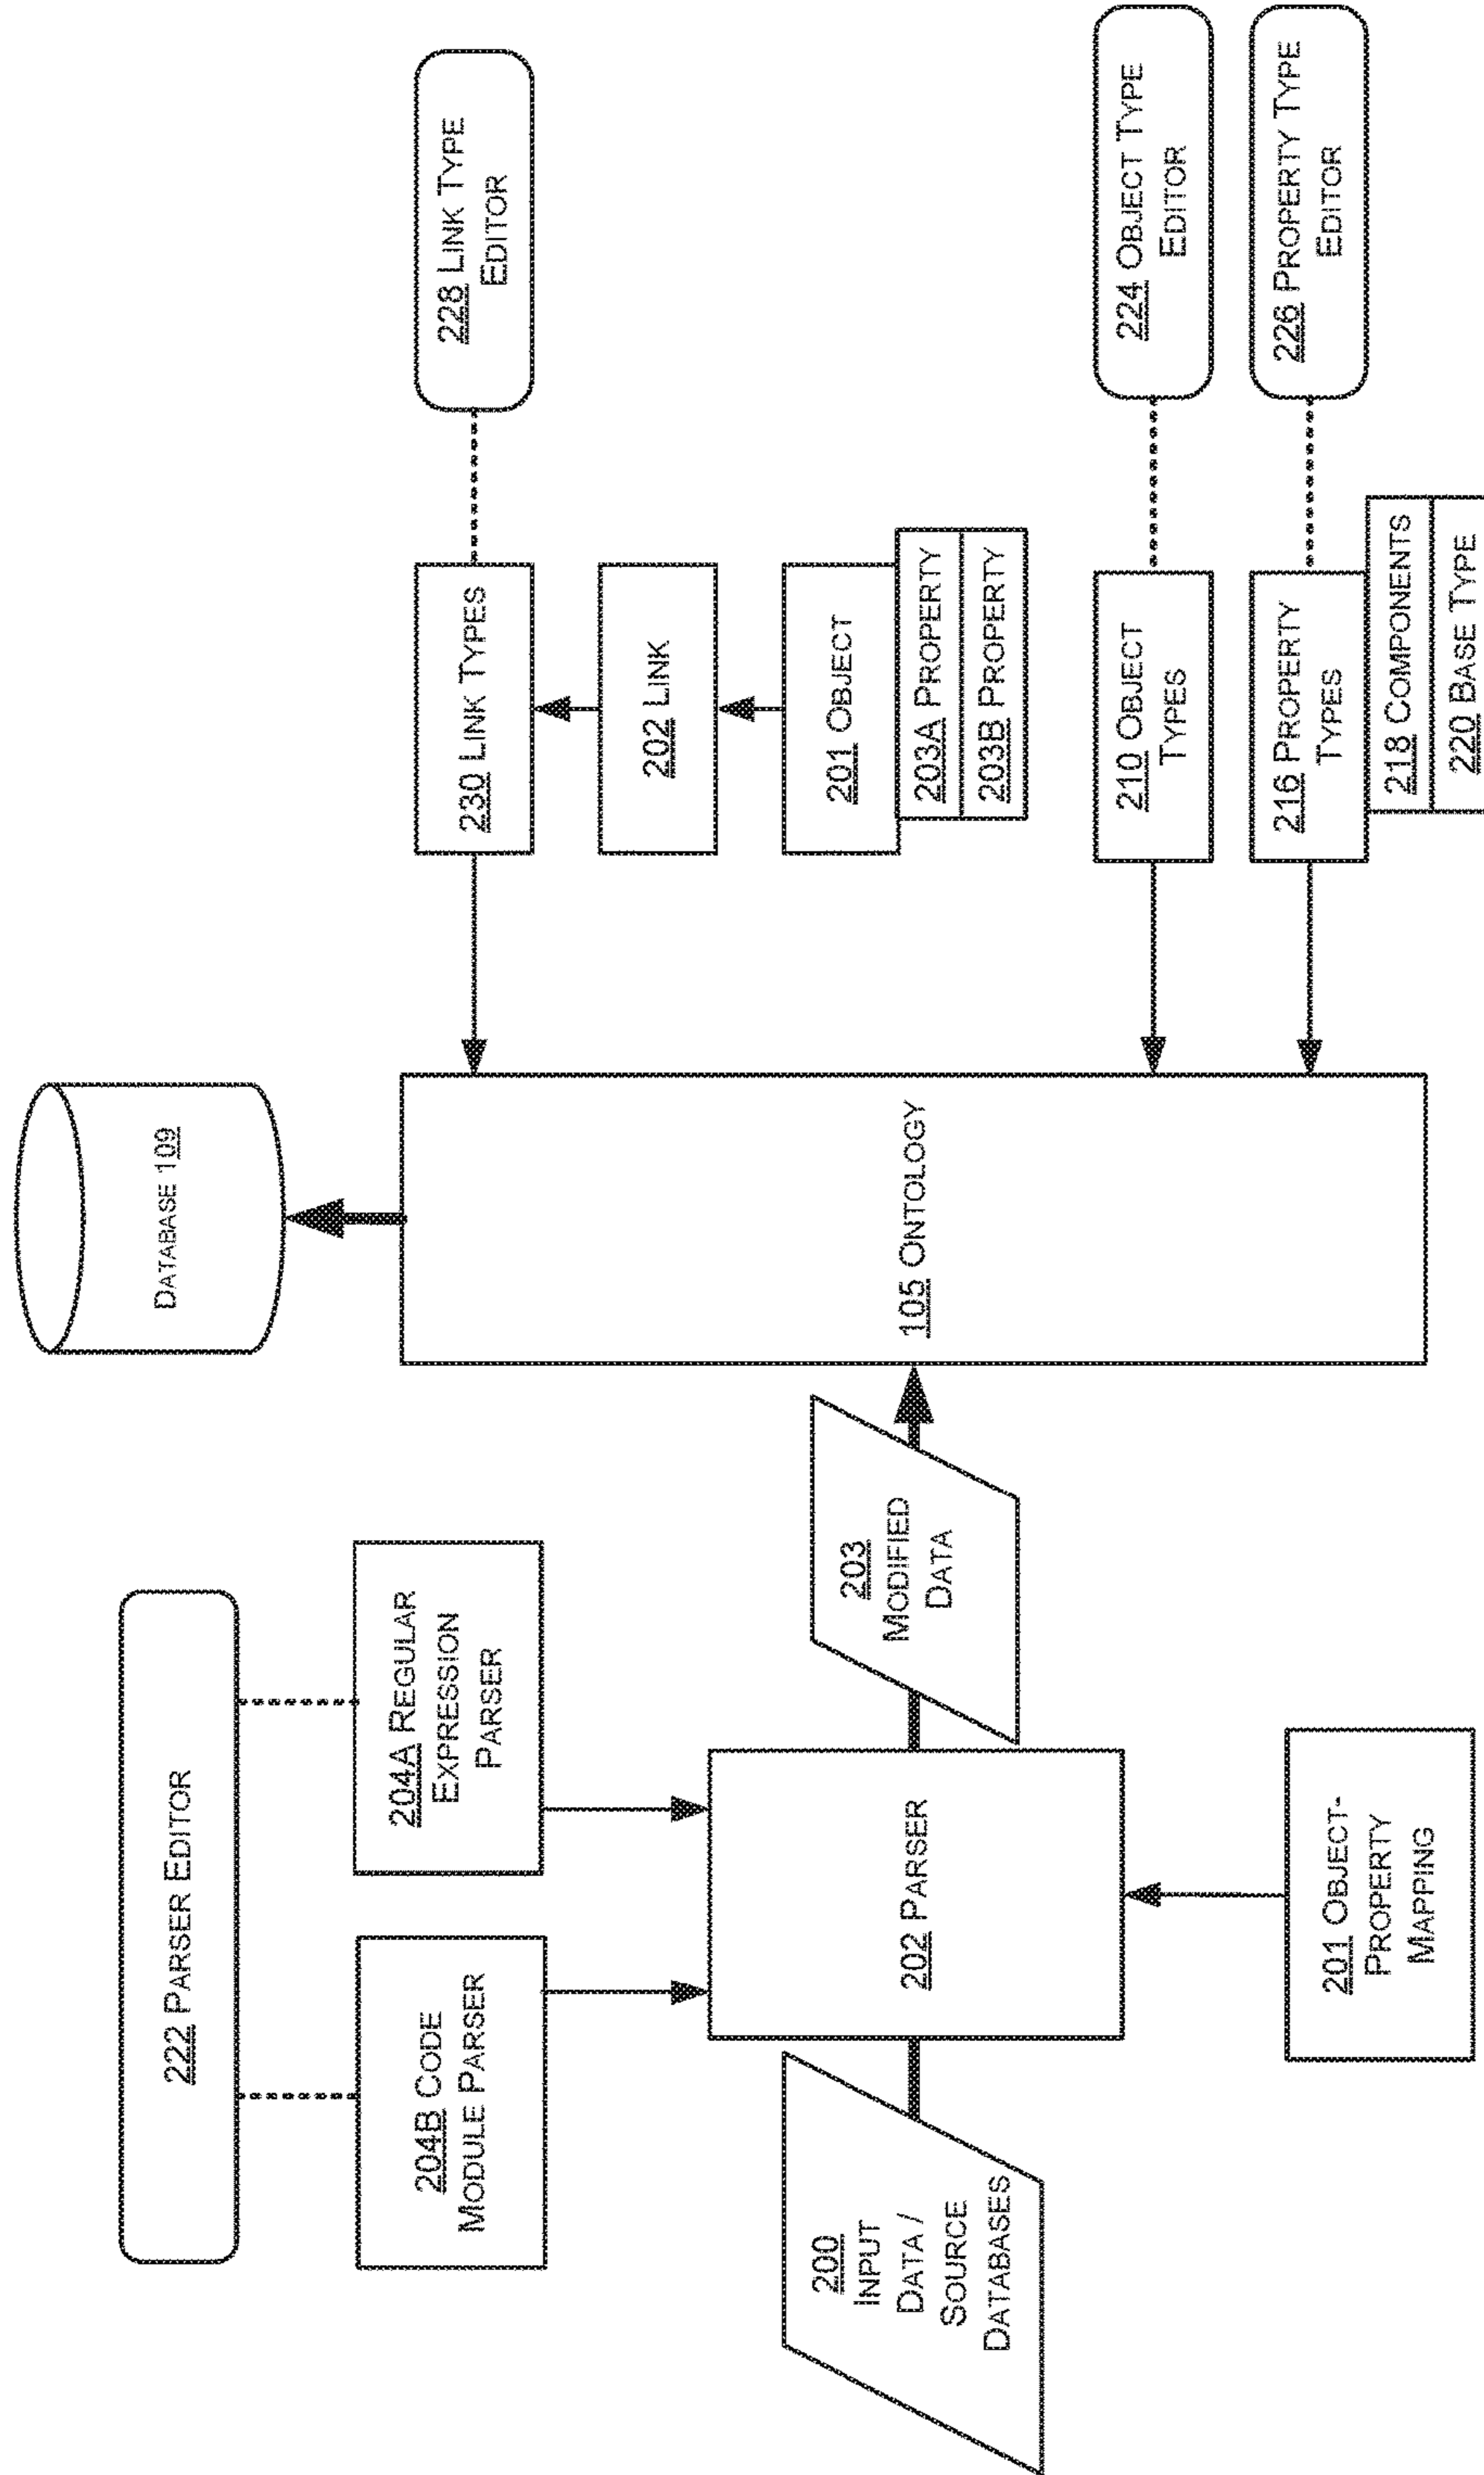 222 PARSER EDITOR
204B CODE
MODULE PARSER
204A REGULAR
EXPRESSION
PARSER
200
INPUT
DATA /
SOURCE
DATABASES
202 PARSER
203
MODIFIED
DATA
201 OBJECT-
PROPERTY
MAPPING
DATABASE 109
105 ONTOLOGY
230 LINK TYPES
228 LINK TYPE
EDITOR
202 LINK
201 OBJECT
203A PROPERTY
203B PROPERTY
210 OBJECT
TYPES
224 OBJECT TYPE
EDITOR
216 PROPERTY
TYPES
226 PROPERTY TYPE
EDITOR
218 COMPONENTS
220 BASE TYPE